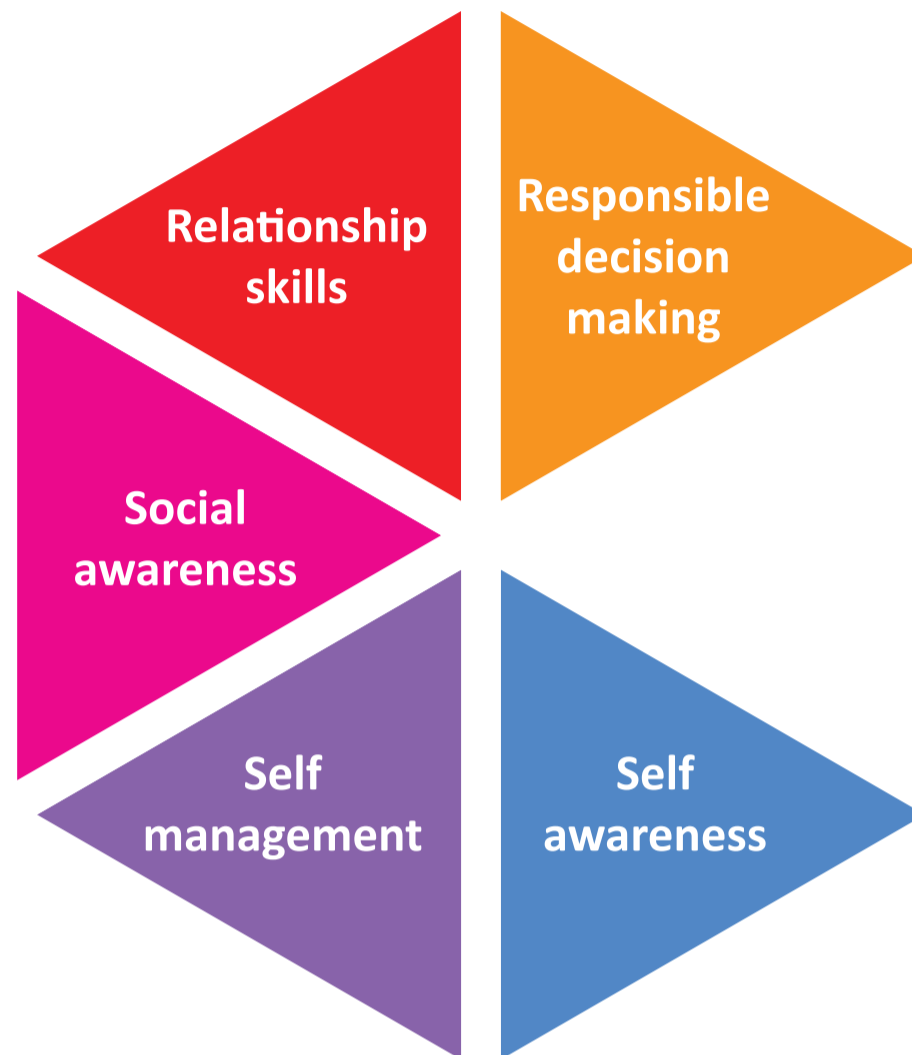 Relationship
skills
Responsible
decision
making
Social
awareness
Self
management
Self
awareness